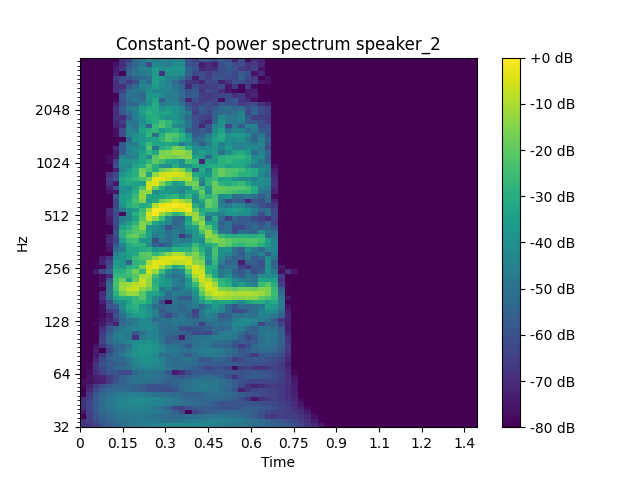 Constant-Q power spectrum speaker_2
Hz
2048
1024
512
256
128
64
32
0 0.15 0.3 0.45 0.6 0.75 0.9 1.1 1.2 1.4
Time
+0 dB
-10 dB
-20 dB
-30 dB
-40 dB
-50 dB
-60 dB
-70 dB
-80 dB